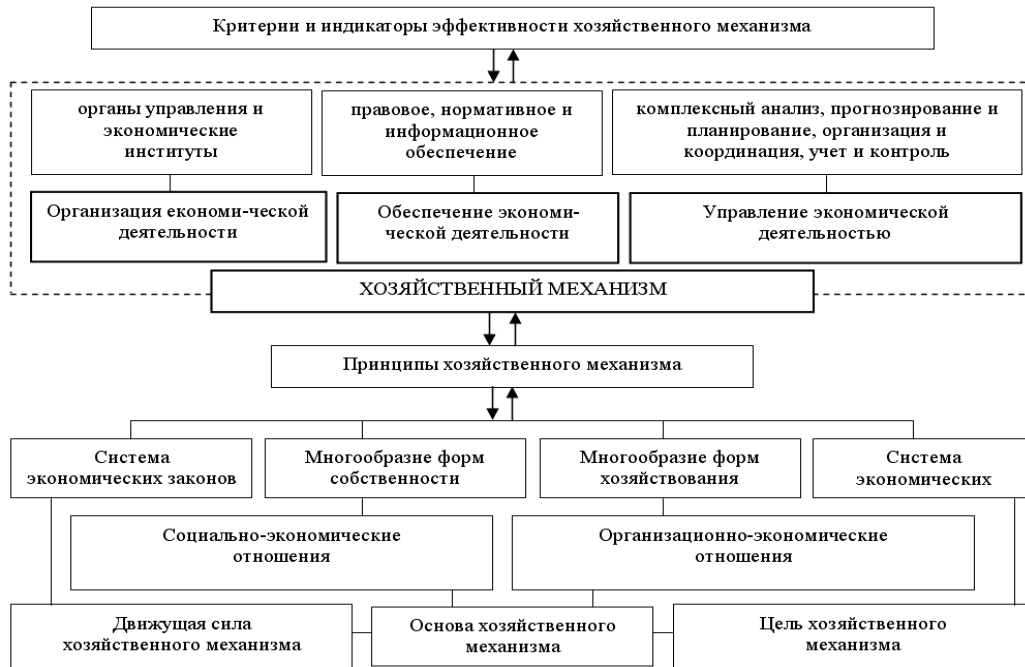 Критерии и индикаторы эффективности хозяйственного механизма
органы управления и
экономические
институты
правовое, нормативное и
информационное
обеспечение
комплексный анализ, прогнозирование и
планирование, организация и
координация, учет и контроль
Организация економи-ческой
деятельности
Обеспечение экономи-
ческой деятельности
Управление экономической
деятельностью
ХОЗЯЙСТВЕННЫЙ МЕХАНИЗМ
Принципы хозяйственного механизма
Система
экономических законов
Многообразие форм
собственности
Многообразие форм
хозяйствования
Система
экономических
Социально-экономические
отношения
Организационно-экономические
отношения
Движущая сила
хозяйственного механизма
Основа хозяйственного
механизма
Цель хозяйственного
механизма